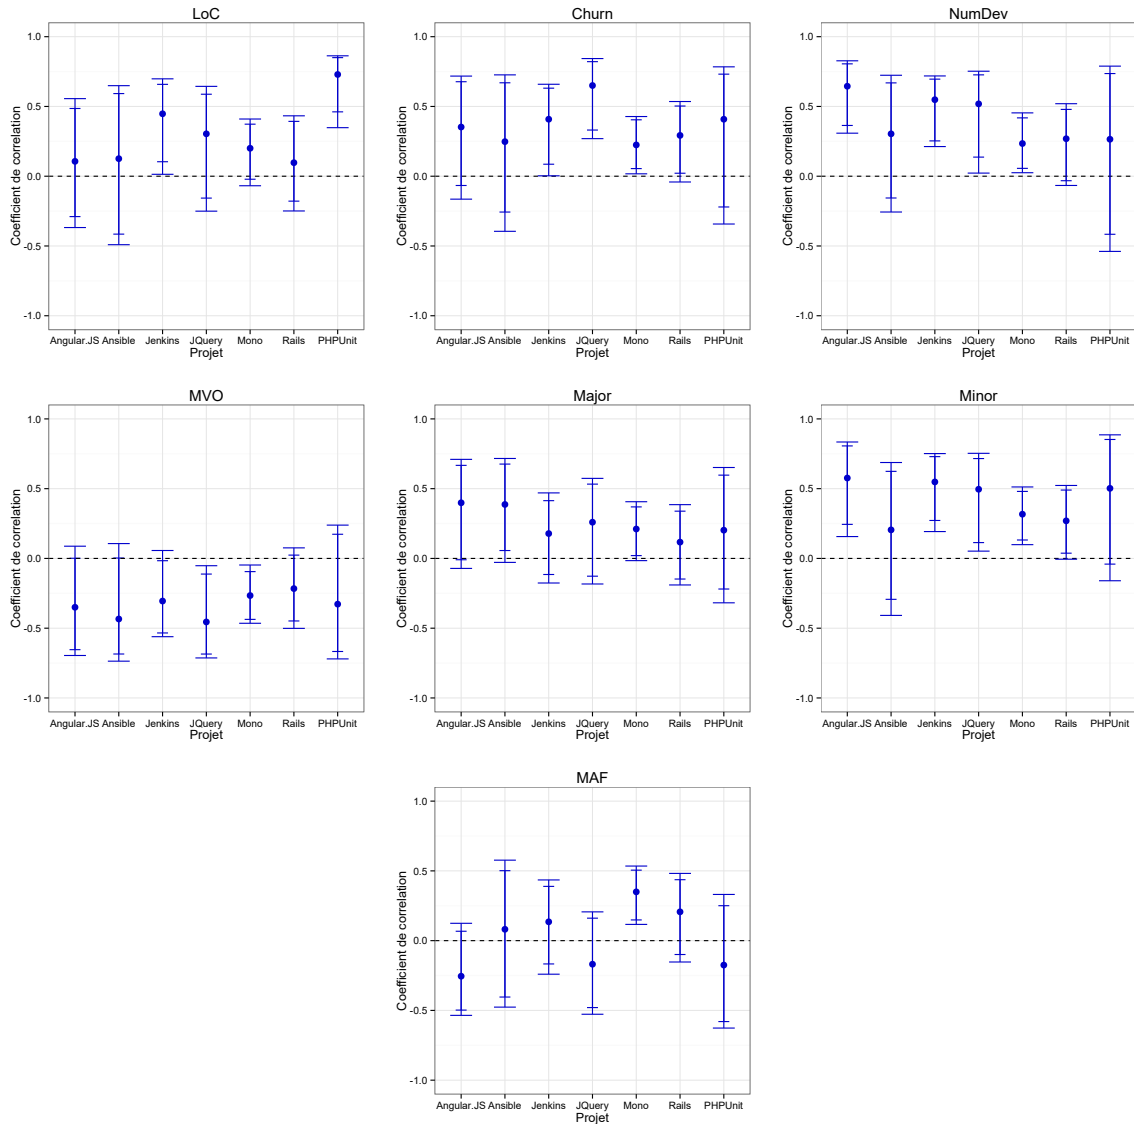 LoC
Coefficient de correlation
1.0
0.5
0.0
-0.5
-1.0
Angular.JS Ansible Jenkins JQuery Mono Rails PHPUnit
Projet
Churn
Coefficient de correlation
1.0
0.5
0.0
-0.5
-1.0
Angular.JS Ansible Jenkins JQuery Mono Rails PHPUnit
Projet
NumDev
Coefficient de correlation
1.0
0.5
0.0
-0.5
-1.0
Angular.JS Ansible Jenkins JQuery Mono Rails PHPUnit
Projet
MVO
Coefficient de correlation
1.0
0.5
0.0
-0.5
-1.0
Angular.JS Ansible Jenkins JQuery Mono Rails PHPUnit
Projet
Major
Coefficient de correlation
1.0
0.5
0.0
-0.5
-1.0
Angular.JS Ansible Jenkins JQuery Mono Rails PHPUnit
Projet
Minor
Coefficient de correlation
1.0
0.5
0.0
-0.5
-1.0
Angular.JS Ansible Jenkins JQuery Mono Rails PHPUnit
Projet
MAF
Coefficient de correlation
1.0
0.5
0.0
-0.5
-1.0
Angular.JS Ansible Jenkins JQuery Mono Rails PHPUnit
Projet